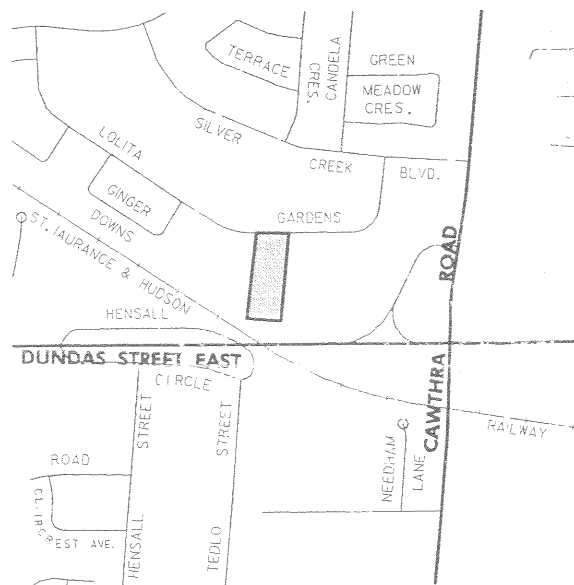 TERRACE
CANDELA
CRES.
GREEN
MEADOW
CRES.
LOLITA
SILVER
CREEK
BLVD.
GINGER
DOWNS
GARDENS
ST. LAURANCE & HUDSON
ROAD
HENSALL
DUNDAS STREET EAST
CIRCLE
CAWTHRA
RAILWAY
STREET
STREET
ROAD
NEEDHAM
LANE
CLIRCREST AVE.
HENSALL
TEDLO